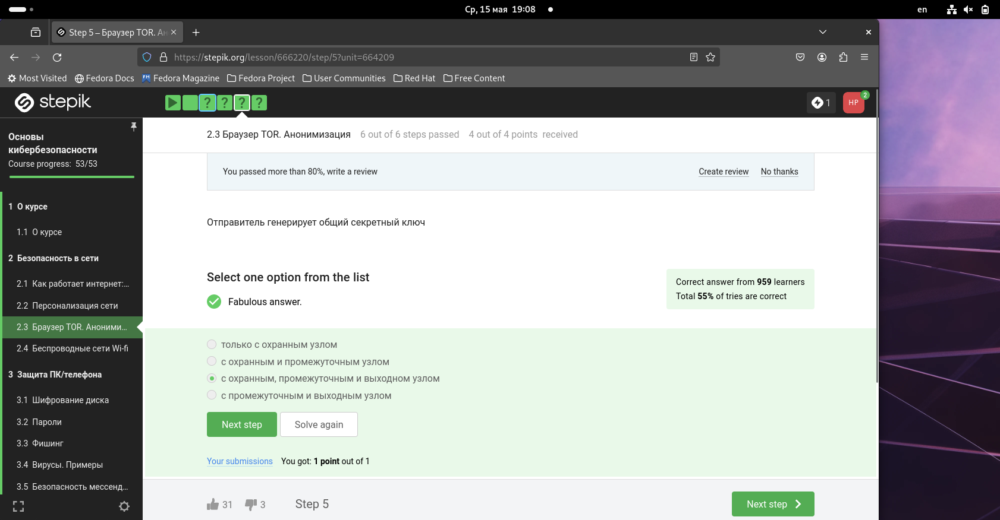 Ср, 15 мая 19:08
en
Step 5 – Браузер TOR. Ан
https://stepik.org/lesson/666220/step/5?unit=664209
Most Visited
Fedora Docs
Fedora Magazine
Fedora Project
User Communities
Red Hat
Free Content
stepik
1
HP
2
Основы
кибербезопасности
Course progress: 53/53
1 О курсе
1.1 О курсе
2 Безопасность в сети
2.1 Как работает интернет:...
2.2 Персонализация сети
2.3 Браузер TOR. Аноними...
2.4 Беспроводные сети Wi-fi
3 Защита ПК/телефона
3.1 Шифрование диска
3.2 Пароли
3.3 Фишинг
3.4 Вирусы. Примеры
3.5 Безопасность мессенд...
2.3 Браузер TOR. Анонимизация 6 out of 6 steps passed 4 out of 4 points received
You passed more than 80%, write a review
Create review
No thanks
Отправитель генерирует общий секретный ключ
Select one option from the list
Fabulous answer.
Correct answer from 959 learners
Total 55% of tries are correct
только с охранным узлом
с охранным и промежуточным узлом
с охранным, промежуточным и выходном узлом
с промежуточным и выходным узлом
Next step
Solve again
Your submissions
You got: 1 point out of 1
31
3
Step 5
Next step